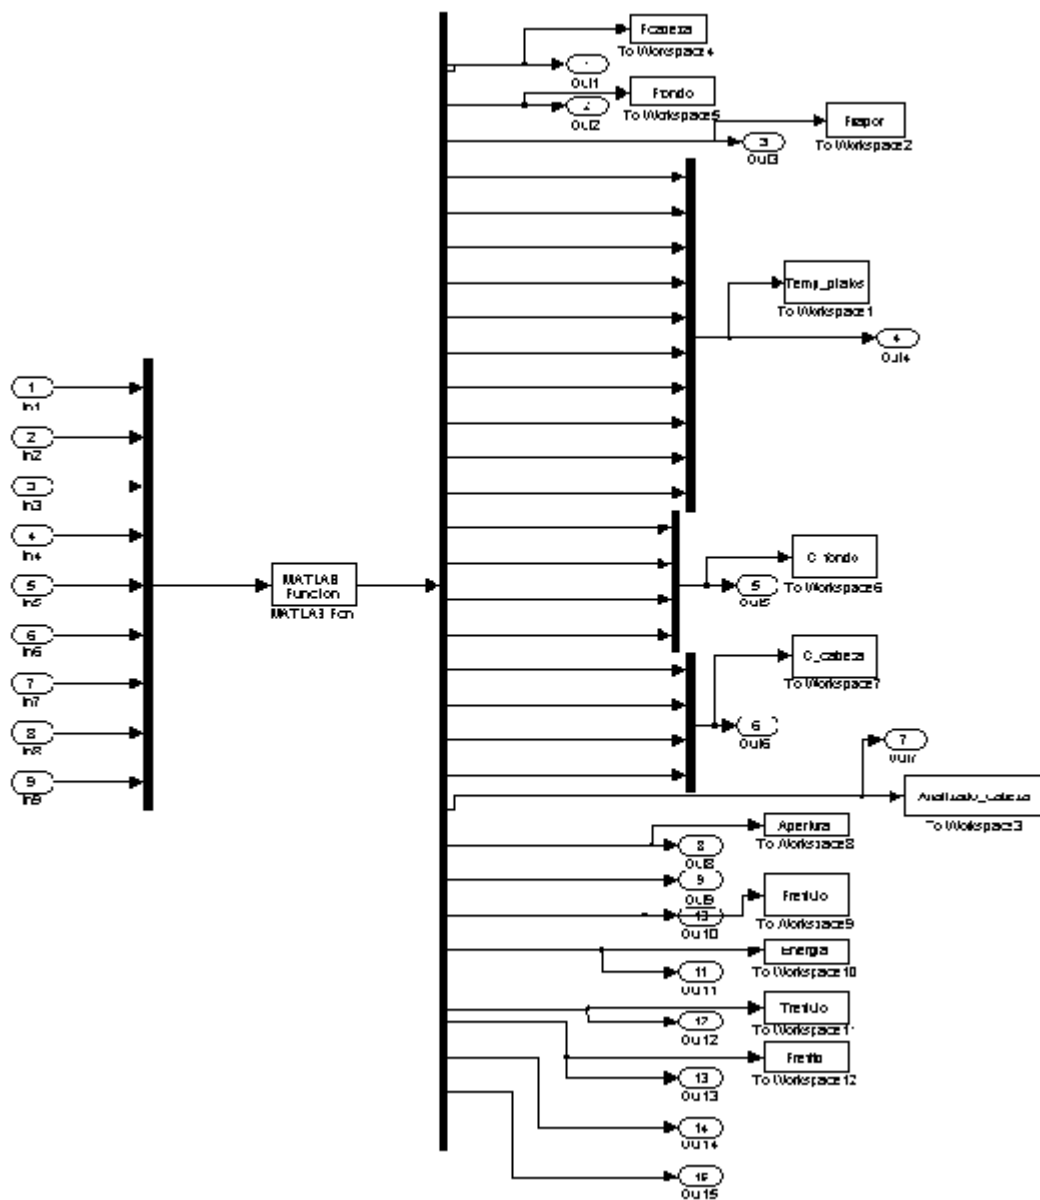 Fcabeza
To Workspace4
Out1
Ffondo
To Workspace5
2
Out2
Fvapor
To Workspace2
3
Out3
Temp_platos
To Workspace1
4
Out4
1
In1
2
In2
3
In3
4
In4
5
In5
6
In6
7
In7
8
In8
9
In9
MATLAB
Function
MATLAB Fcn
C_fondo
To Workspace6
5
Out5
C_cabeza
To Workspace7
6
Out6
7
Out7
Analizado_cabeza
To Workspace3
Apertura
To Workspace8
8
Out8
9
Out9
Out10
To Workspace9
Energia
To Workspace10
11
Out11
To Workspace11
12
Out12
To Workspace12
13
Out13
14
Out14
15
Out15